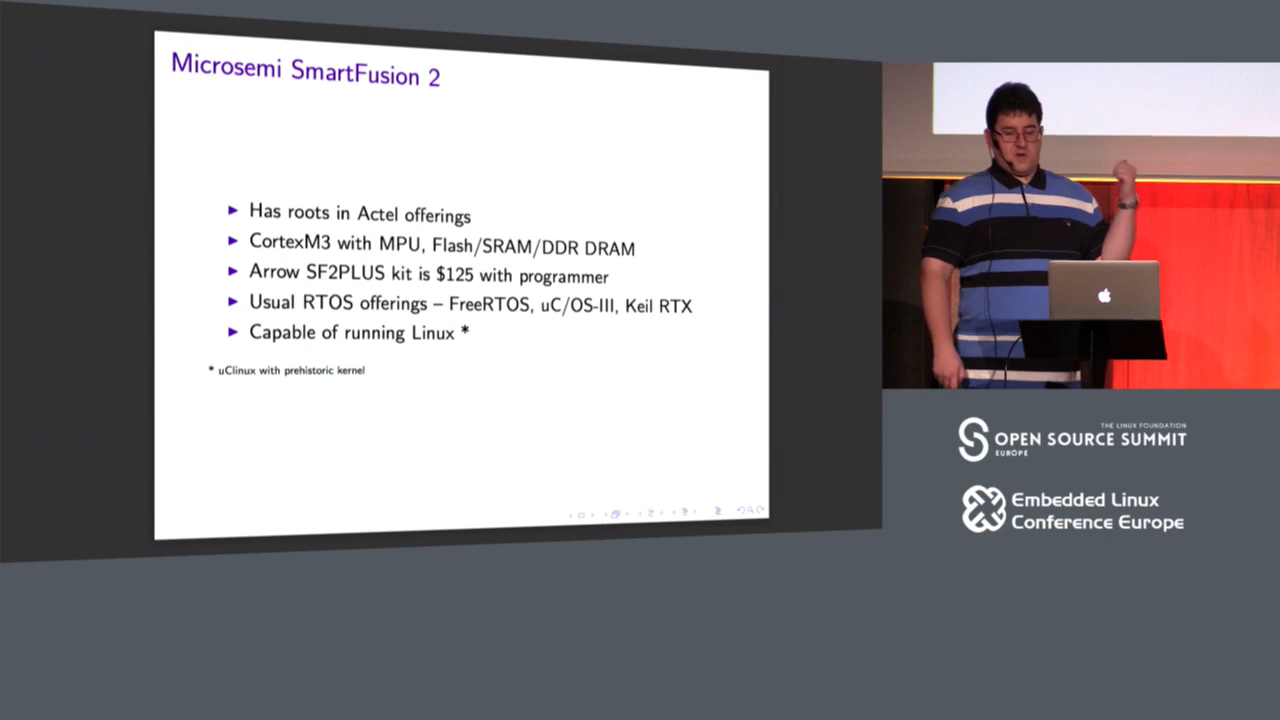 Microsemi SmartFusion 2
Has roots in Actel offerings
CortexM3 with MPU, Flash/SRAM/DDR DRAM
Arrow SF2PLUS kit is $125 with programmer
Usual RTOS offerings – FreeRTOS, uC/OS-III, Keil RTX
Capable of running Linux *
* uClinux with prehistoric kernel
THE LINUX FOUNDATION
OPEN SOURCE SUMMIT
EUROPE
Embedded Linux
Conference Europe